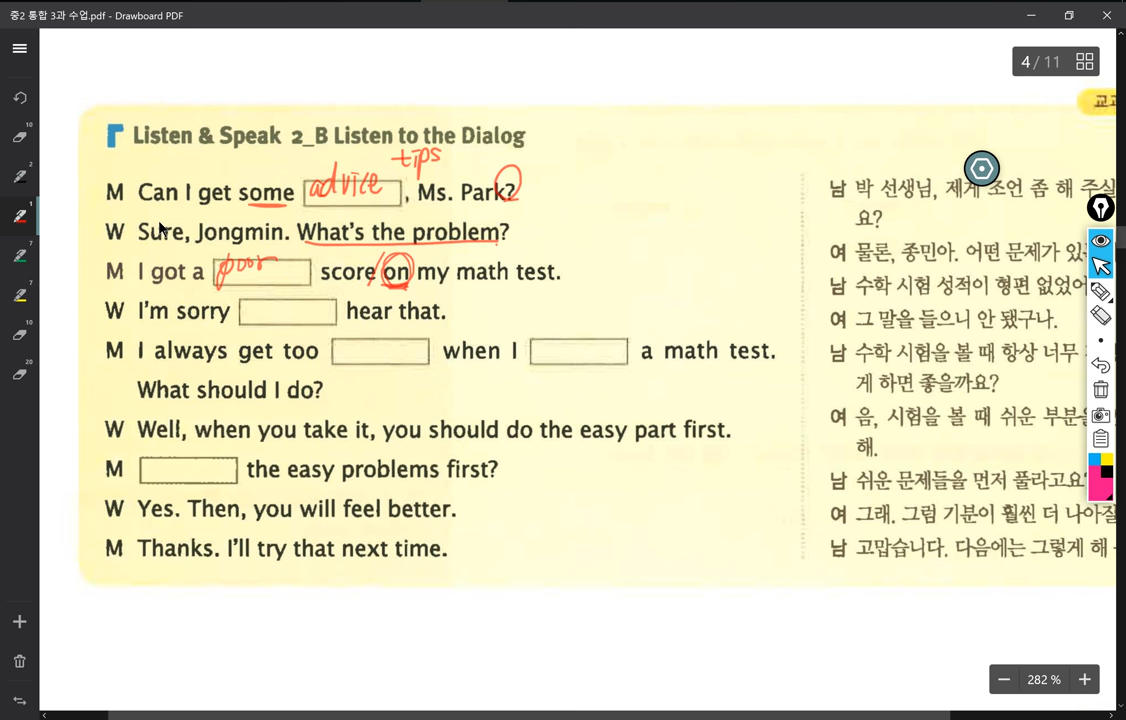 중2 통합 3과 수업.pdf - Drawboard PDF
4 / 11
Listen & Speak 2_B Listen to the Dialog
tips
M Can I get some advice, Ms. Park?
W Sure, Jongmin. What's the problem?
M I got a poor score on my math test.
W I'm sorry hear that.
M I always get too when I a math test.
What should I do?
W Well, when you take it, you should do the easy part first.
M the easy problems first?
W Yes. Then, you will feel better.
M Thanks. I'll try that next time.
남 박 선생님, 제게 조언 좀 해 주실
요?
여 물론, 종민아. 어떤 문제가 있
남 수학 시험 성적이 형편 없었어
여 그 말을 들으니 안 됐구나.
남 수학 시험을 볼 때 항상 너무
게 하면 좋을까요?
여 음, 시험을 볼 때 쉬운 부분을
해.
남 쉬운 문제들을 먼저 풀라고요?
여 그래. 그럼 기분이 훨씬 더 나아질
남 고맙습니다. 다음에는 그렇게 해
10
2
1
7
7
10
20
282 %